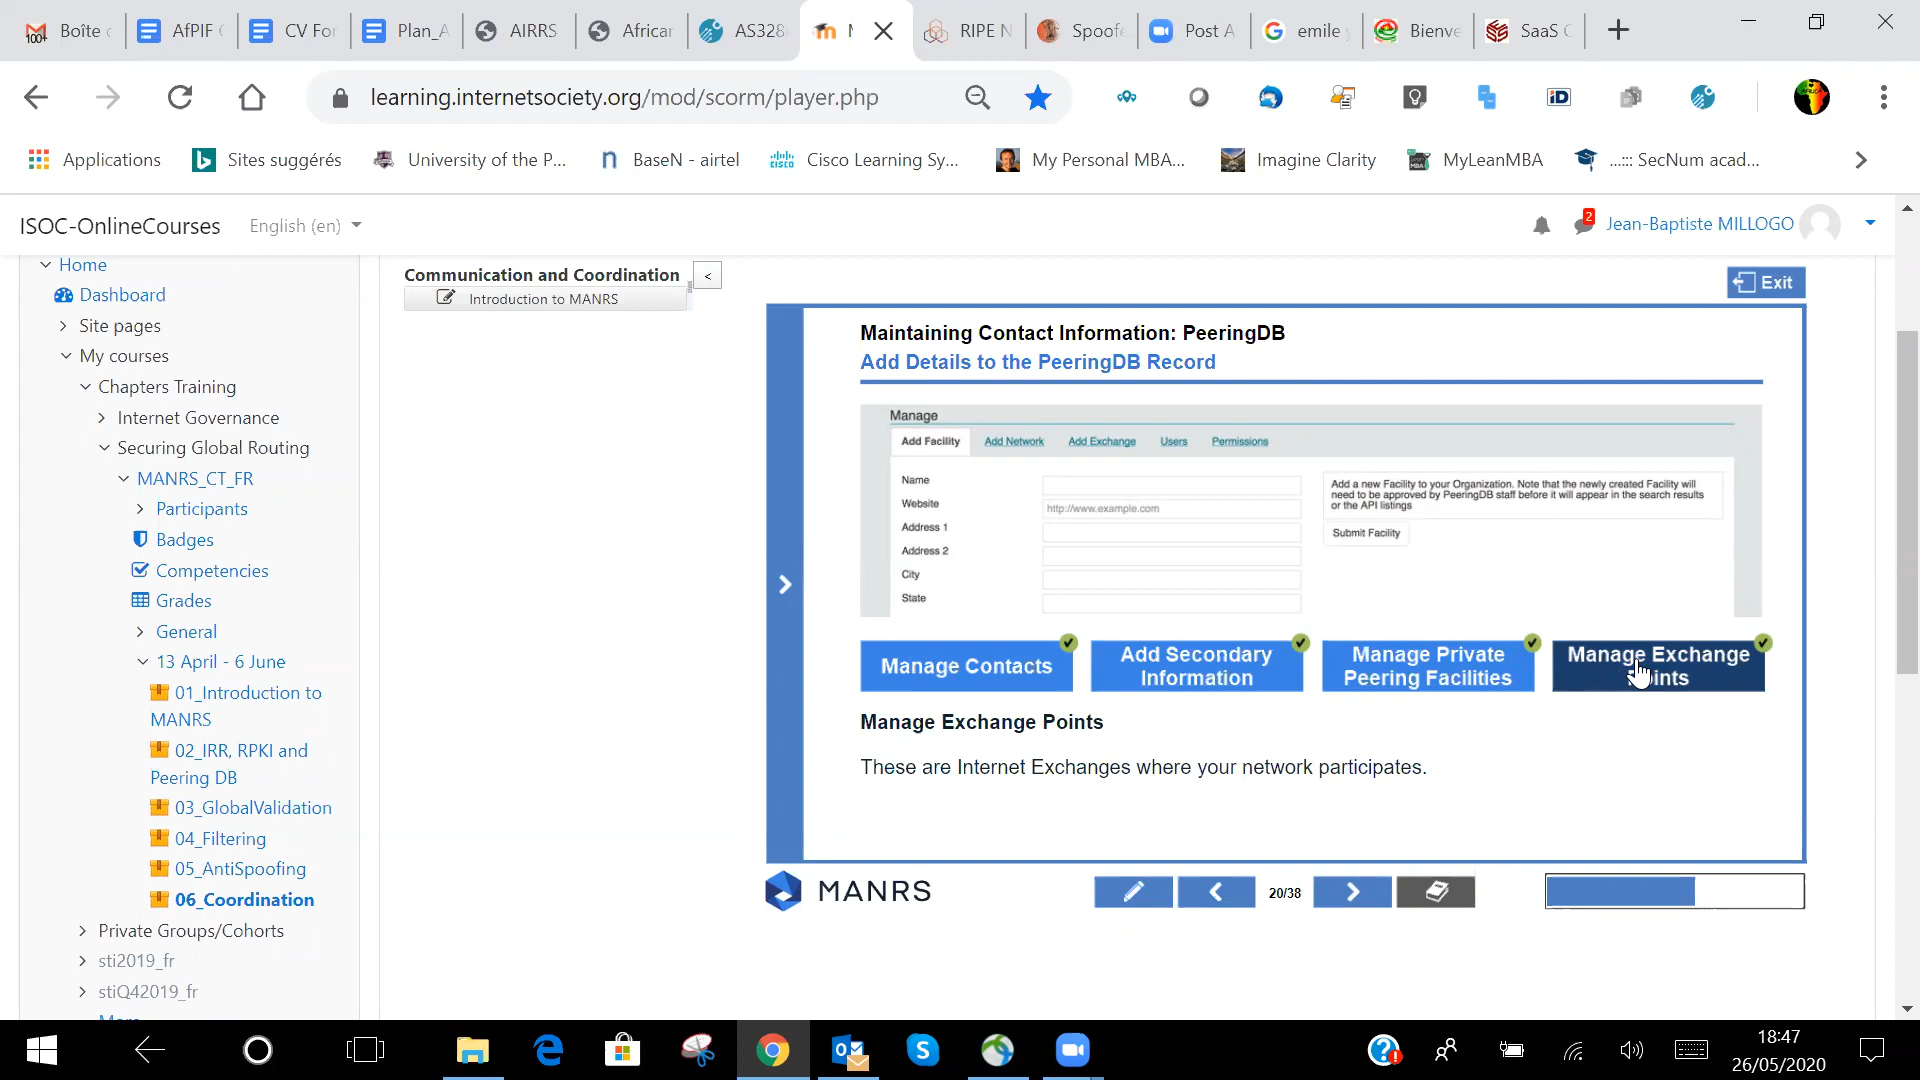 Boîte
AfPIF
CV For
Plan_A
AIRRS
Africar
AS328
RIPE N
Spoof
Post A
emile
Bienve
SaaS
learning.internetsociety.org/mod/scorm/player.php
Applications
Sites suggérés
University of the P...
BaseN - airtel
Cisco Learning Sy...
My Personal MBA...
Imagine Clarity
MyLeanMBA
...::: SecNum acad...
ISOC-OnlineCourses
English (en)
2
Jean-Baptiste MILLOGO
Home
Dashboard
Site pages
My courses
Chapters Training
Internet Governance
Securing Global Routing
MANRS_CT_FR
Participants
Badges
Competencies
Grades
General
13 April - 6 June
01_Introduction to
MANRS
02_IRR, RPKI and
Peering DB
03_GlobalValidation
04_Filtering
05_AntiSpoofing
06_Coordination
Private Groups/Cohorts
sti2019_fr
stiQ42019_fr
Communication and Coordination
<
Introduction to MANRS
Exit
Maintaining Contact Information: PeeringDB
Add Details to the PeeringDB Record
Manage
Add Facility
Add Network
Add Exchange
Users
Permissions
Name
Website
http://www.example.com
Address 1
Address 2
City
State
Add a new Facility to your Organization. Note that the newly created Facility will
need to be approved by PeeringDB staff before it will appear in the search results
or the API listings
Submit Facility
Manage Contacts
Add Secondary
Information
Manage Private
Peering Facilities
Manage Exchange
Manage Exchange Points
These are Internet Exchanges where your network participates.
MANRS
20/38
18:47
26/05/2020